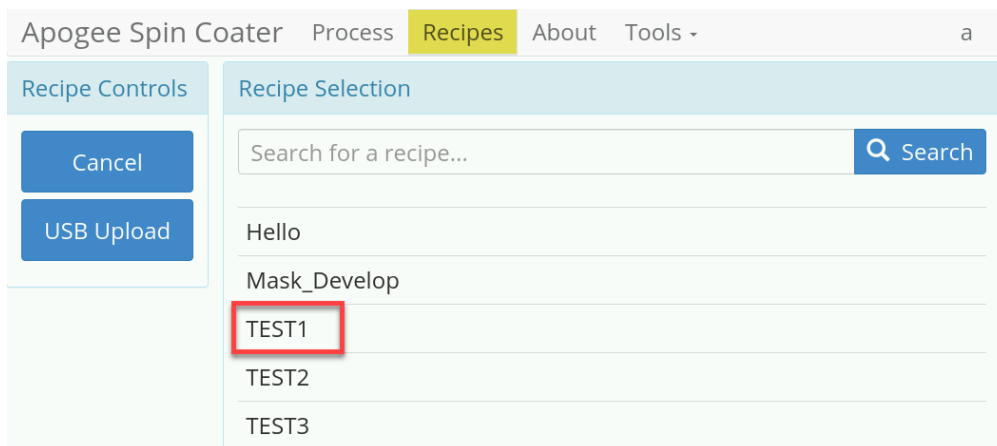 Apogee Spin Coater Process Recipes About Tools a
Recipe Controls
Cancel
USB Upload
Recipe Selection
Search for a recipe...
Search
Hello
Mask_Develop
TEST1
TEST2
TEST3